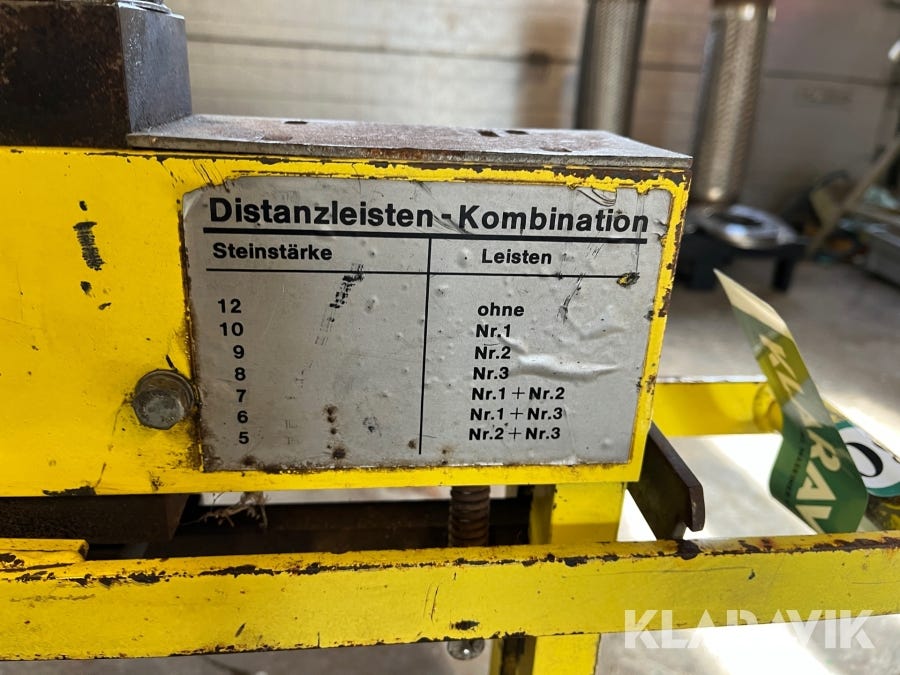 Distanzleisten-Kombination
Steinstärke Leisten
12 ohne
10 Nr.1
9 Nr.2
8 Nr.3
7 Nr.1+Nr.2
6 Nr.1+Nr.3
5 Nr.2+Nr.3
KLARAVIK
KLARAVIK